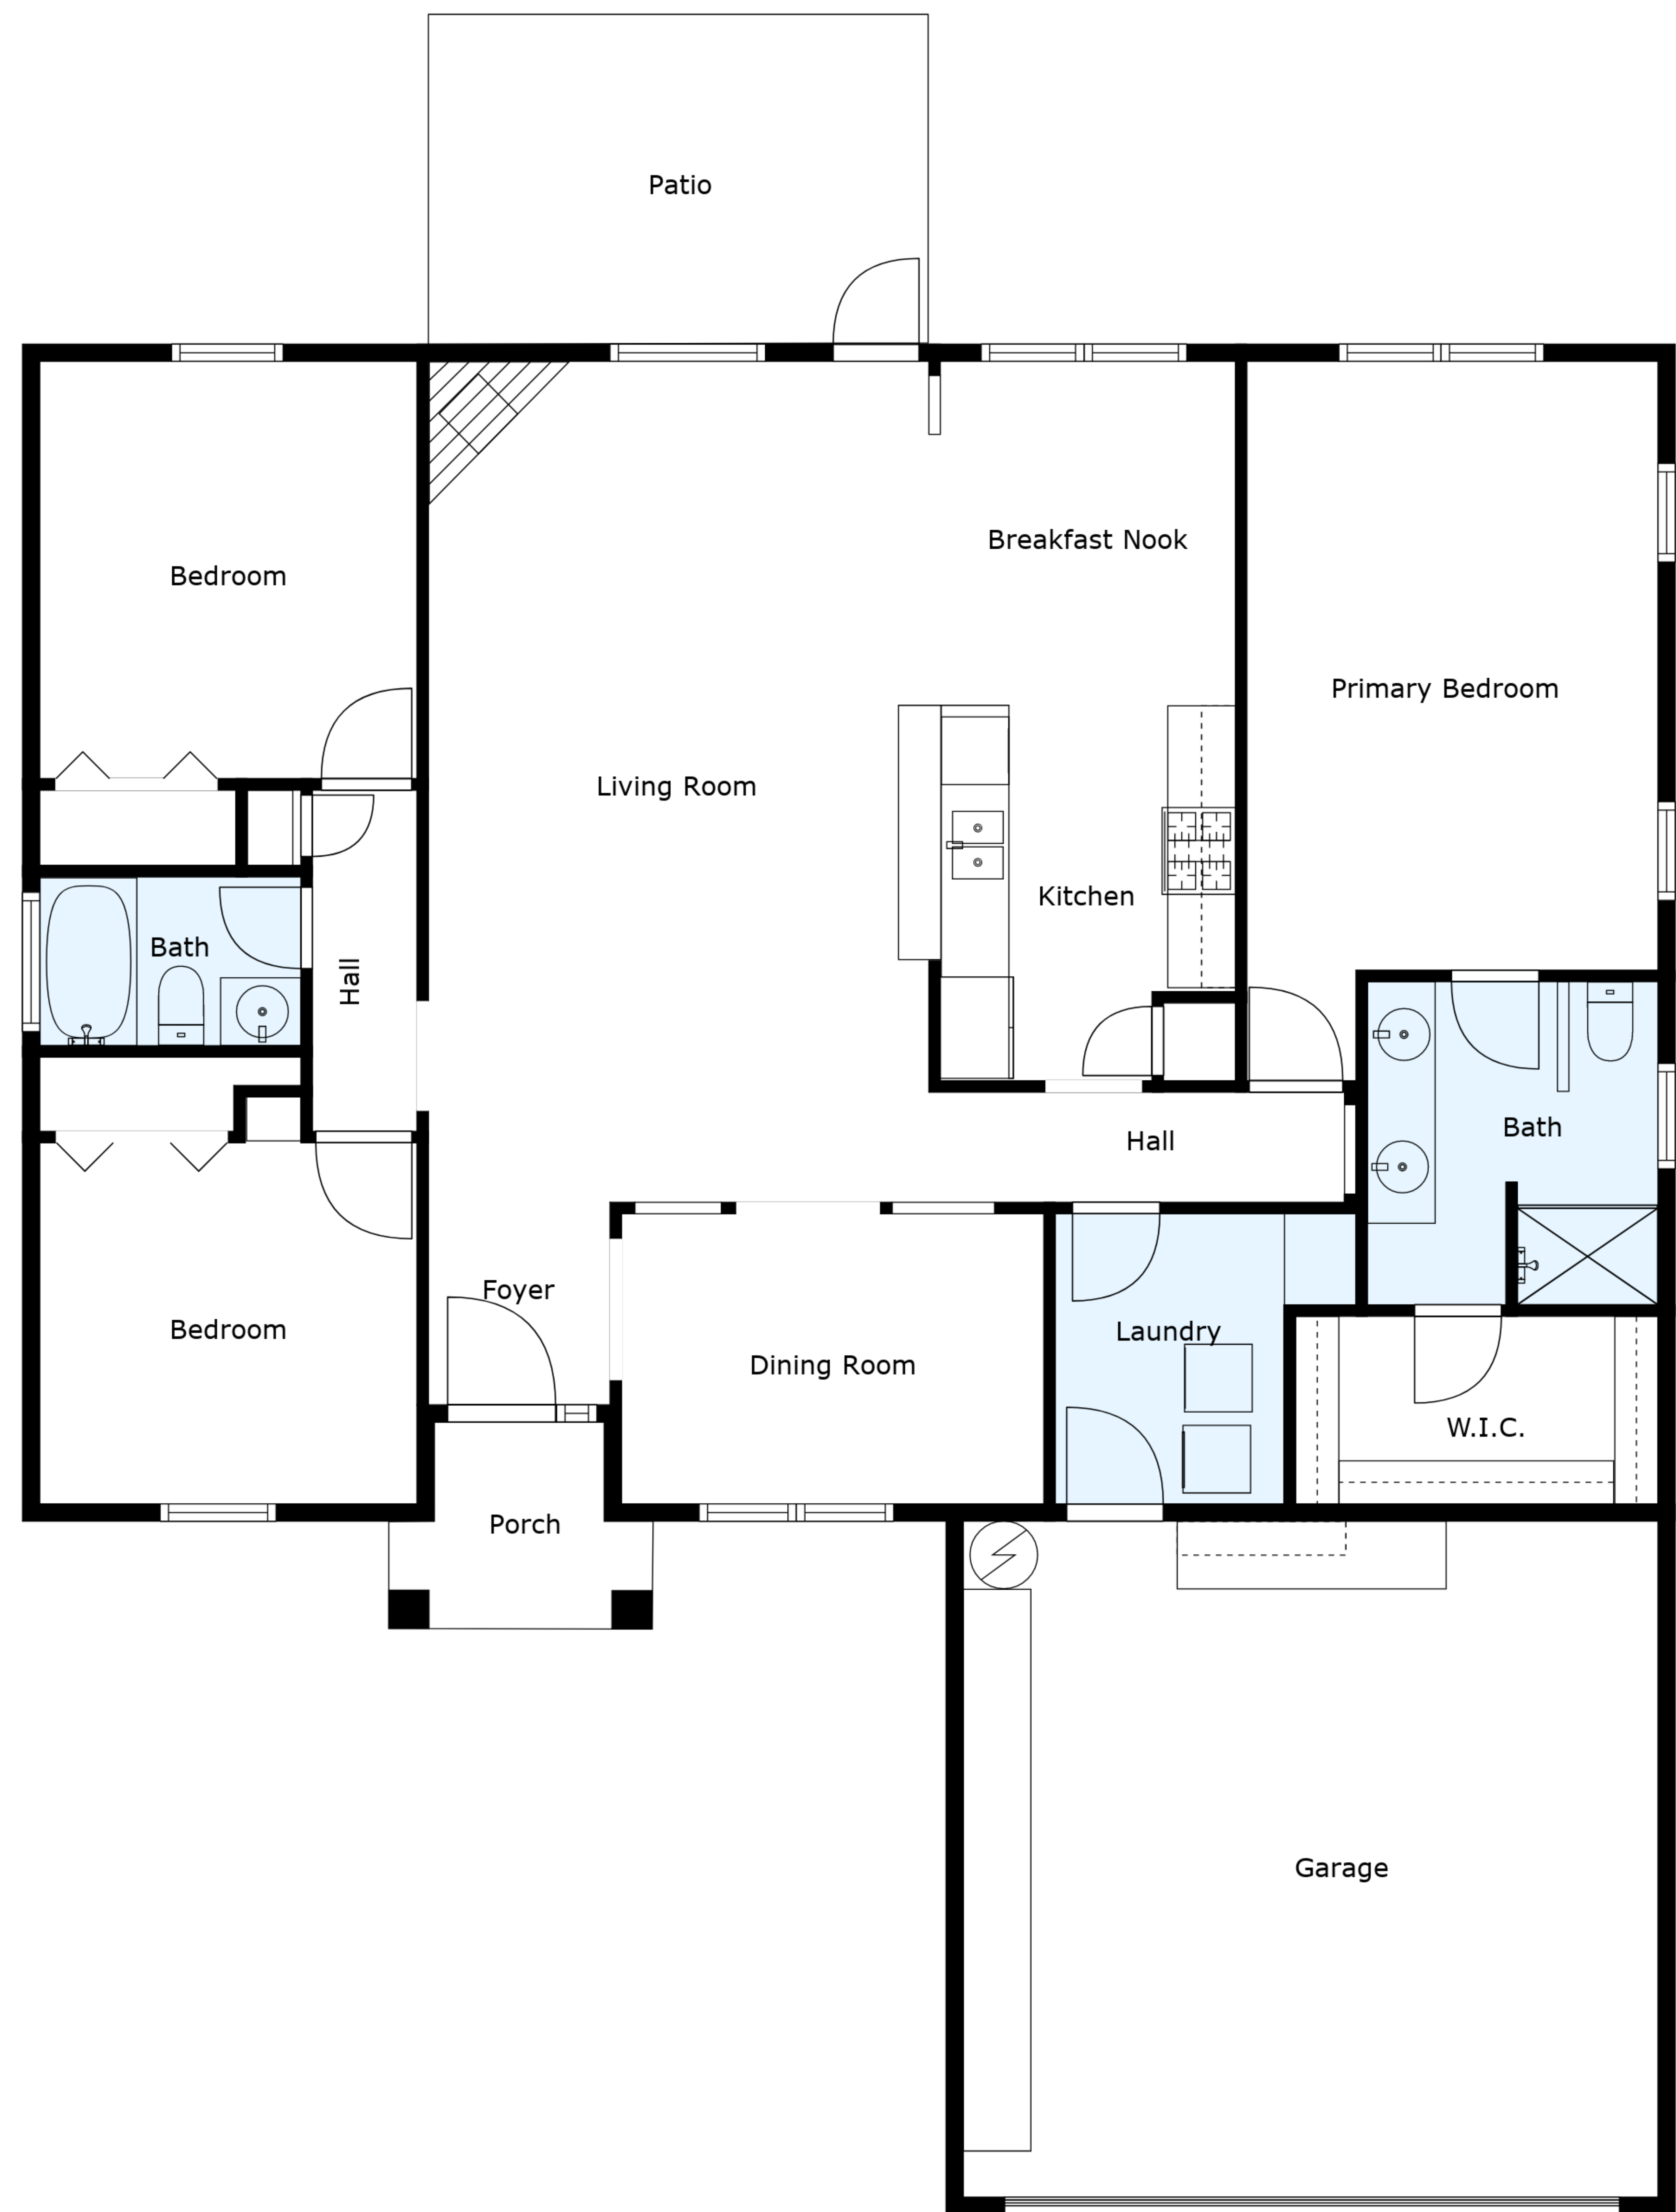 Patio
Breakfast Nook
Bedroom
Primary Bedroom
Living Room
Kitchen
Bath
Hall
Bath
Hall
Foyer
Bedroom
Laundry
Dining Room
W.I.C.
Porch
Garage